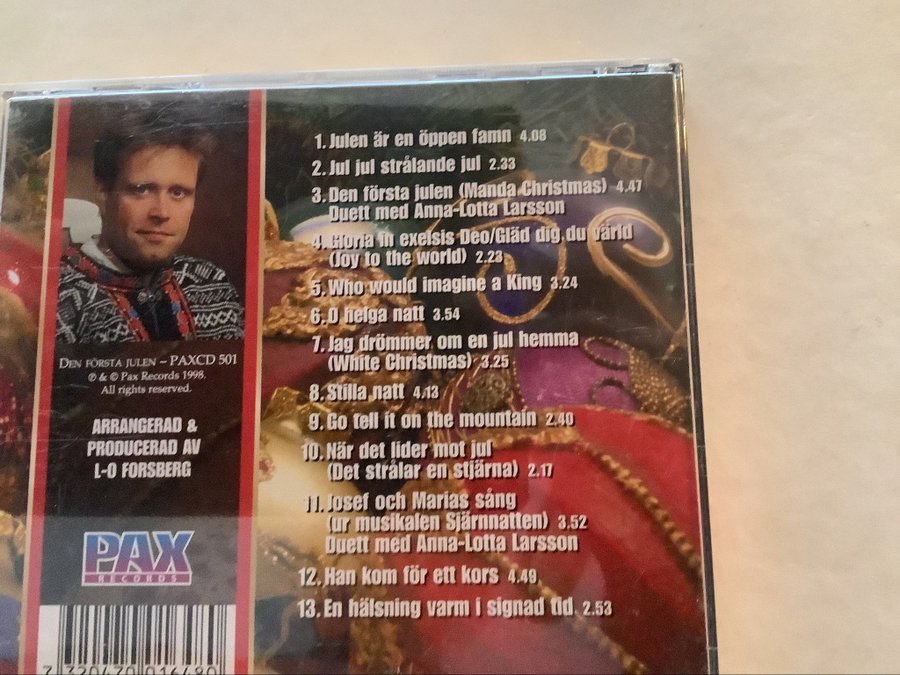 1. Julen är en öppen famn 4.08
2. Jul jul strålande jul 2.33
3. Den första julen (Manda Christmas) 4.47
Duett med Anna-Lotta Larsson
4. Gloria in exelsis Deo/Gläd dig du värld
(Joy to the world) 2.23
5. Who would imagine a King 3.24
6. O helga natt 3.54
7. Jag drömmer om en jul hemma
(White Christmas) 3.25
8. Stilla natt 4.13
9. Go tell it on the mountain 2.40
10. När det lider mot jul
(Det strålar en stjärna) 2.17
11. Josef och Marias sång
(ur musikalen Sjärnnatten) 3.52
Duett med Anna-Lotta Larsson
12. Han kom för ett kors 4.49
13. En hälsning varm i signad tid 2.53
DEN FÖRSTA JULEN – PAXCD 501
℗ & © Pax Records 1998.
All rights reserved.
ARRANGERAD &
PRODUCERAD AV
L-O FORSBERG
PAX
RECORDS
7 320470 016480